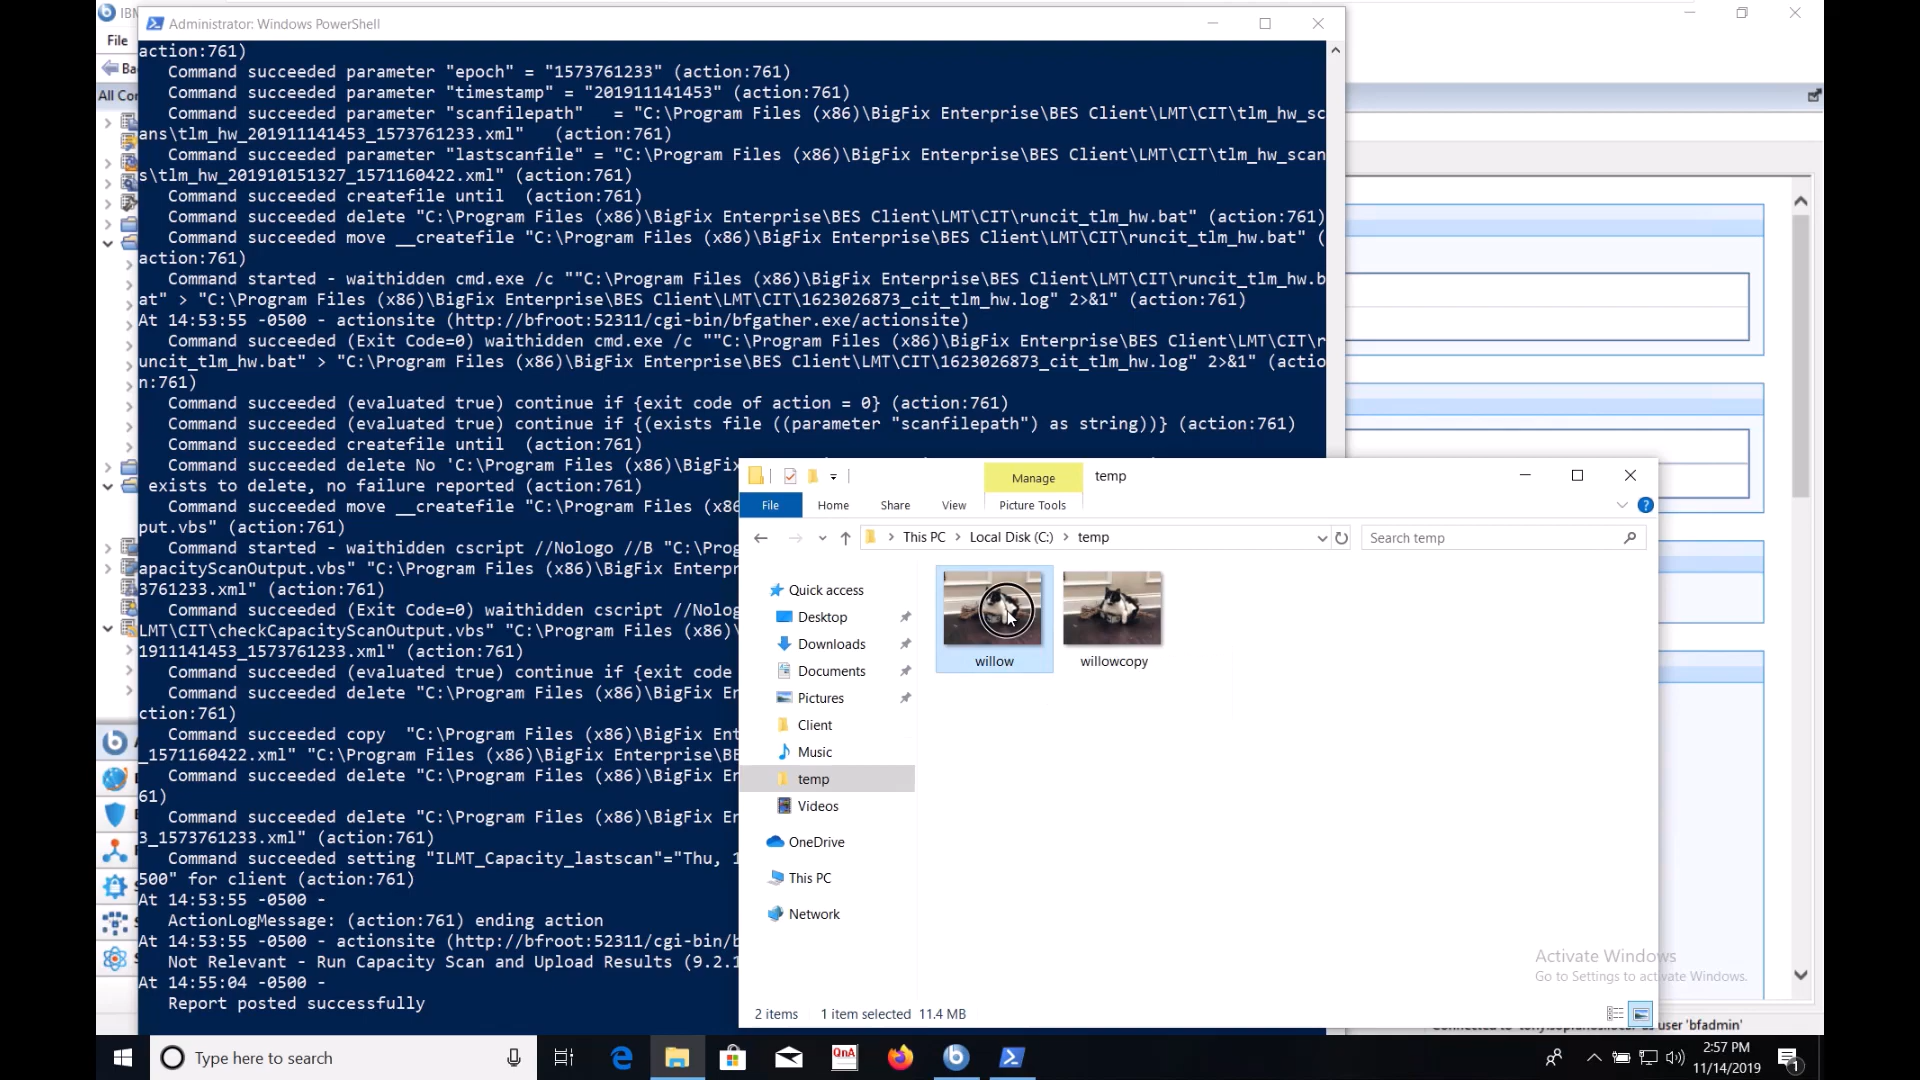 IBM
Administrator: Windows PowerShell
File
Ba
All Cor
action:761)
Command succeeded parameter "epoch" = "1573761233" (action:761)
Command succeeded parameter "timestamp" = "201911141453" (action:761)
Command succeeded parameter "scanfilepath"   = "C:\Program Files (x86)\BigFix Enterprise\BES Client\LMT\CIT\tlm_hw_sc
ans\tlm_hw_201911141453_1573761233.xml"   (action:761)
Command succeeded parameter "lastscanfile" = "C:\Program Files (x86)\BigFix Enterprise\BES Client\LMT\CIT\tlm_hw_scan
s\tlm_hw_201910151327_1571160422.xml" (action:761)
Command succeeded createfile until  (action:761)
Command succeeded delete "C:\Program Files (x86)\BigFix Enterprise\BES Client\LMT\CIT\runcit_tlm_hw.bat" (action:761)
Command succeeded move __createfile "C:\Program Files (x86)\BigFix Enterprise\BES Client\LMT\CIT\runcit_tlm_hw.bat" (
action:761)
Command started - waithidden cmd.exe /c ""C:\Program Files (x86)\BigFix Enterprise\BES Client\LMT\CIT\runcit_tlm_hw.b
at" > "C:\Program Files (x86)\BigFix Enterprise\BES Client\LMT\CIT\1623026873_cit_tlm_hw.log" 2>&1" (action:761)
At 14:53:55 -0500 - actionsite (http://bfroot:52311/cgi-bin/bfgather.exe/actionsite)
Command succeeded (Exit Code=0) waithidden cmd.exe /c ""C:\Program Files (x86)\BigFix Enterprise\BES Client\LMT\CIT\r
uncit_tlm_hw.bat" > "C:\Program Files (x86)\BigFix Enterprise\BES Client\LMT\CIT\1623026873_cit_tlm_hw.log" 2>&1" (actio
n:761)
Command succeeded (evaluated true) continue if {exit code of action = 0} (action:761)
Command succeeded (evaluated true) continue if {(exists file ((parameter "scanfilepath") as string))} (action:761)
Command succeeded createfile until  (action:761)
Command succeeded delete No 'C:\Program Files (x86)\BigFix
exists to delete, no failure reported (action:761)
Command succeeded move __createfile "C:\Program Files (x86
put.vbs" (action:761)
Command started - waithidden cscript //Nologo //B "C:\Prog
apacityScanOutput.vbs" "C:\Program Files (x86)\BigFix Enterp
3761233.xml" (action:761)
Command succeeded (Exit Code=0) waithidden cscript //Nolog
LMT\CIT\checkCapacityScanOutput.vbs" "C:\Program Files (x86)\
1911141453_1573761233.xml" (action:761)
Command succeeded (evaluated true) continue if {exit code
Command succeeded delete "C:\Program Files (x86)\BigFix En
ction:761)
Command succeeded copy  "C:\Program Files (x86)\BigFix Ent
_1571160422.xml" "C:\Program Files (x86)\BigFix Enterprise\BE
Command succeeded delete "C:\Program Files (x86)\BigFix En
61)
Command succeeded delete "C:\Program Files (x86)\BigFix En
3_1573761233.xml" (action:761)
Command succeeded setting "ILMT_Capacity_lastscan"="Thu, 1
500" for client (action:761)
At 14:53:55 -0500 -
ActionLogMessage: (action:761) ending action
At 14:53:55 -0500 - actionsite (http://bfroot:52311/cgi-bin/b
Not Relevant - Run Capacity Scan and Upload Results (9.2.1
At 14:55:04 -0500 -
Report posted successfully
Manage
temp
File
Home
Share
View
Picture Tools
This PC
Local Disk (C:)
temp
Search temp
Quick access
Desktop
Downloads
Documents
Pictures
Client
Music
temp
Videos
OneDrive
This PC
Network
willow
willowcopy
Activate Windows
Go to Settings to activate Windows.
2 items
1 item selected
11.4 MB
user 'bfadmin'
Type here to search
QnA
2:57 PM
11/14/2019
1